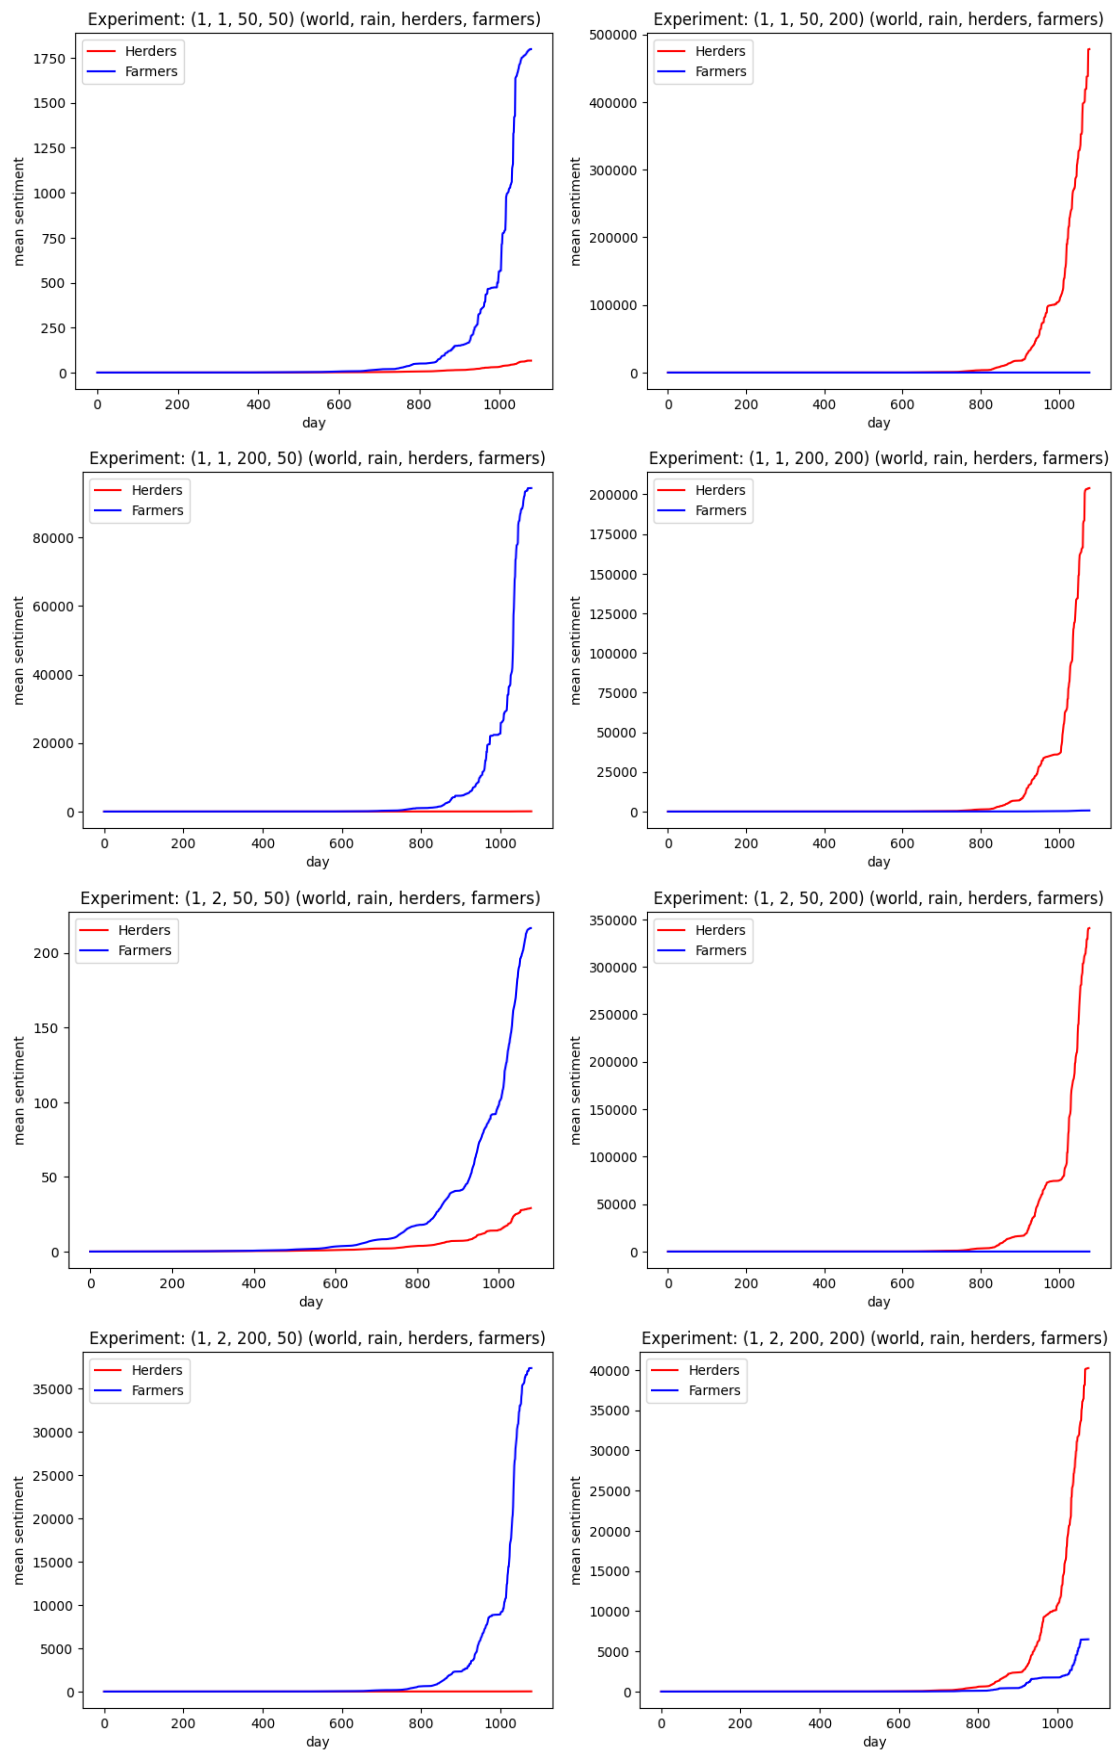 Experiment: (1, 1, 50, 50) (world, rain, herders, farmers)
Herders
Farmers
1750
1500
1250
1000
750
500
250
0
mean sentiment
0 200 400 600 800 1000
day
Experiment: (1, 1, 50, 200) (world, rain, herders, farmers)
Herders
Farmers
500000
400000
300000
200000
100000
0
mean sentiment
0 200 400 600 800 1000
day
Experiment: (1, 1, 200, 50) (world, rain, herders, farmers)
Herders
Farmers
80000
60000
40000
20000
0
mean sentiment
0 200 400 600 800 1000
day
Experiment: (1, 1, 200, 200) (world, rain, herders, farmers)
Herders
Farmers
200000
175000
150000
125000
100000
75000
50000
25000
0
mean sentiment
0 200 400 600 800 1000
day
Experiment: (1, 2, 50, 50) (world, rain, herders, farmers)
Herders
Farmers
200
150
100
50
0
mean sentiment
0 200 400 600 800 1000
day
Experiment: (1, 2, 50, 200) (world, rain, herders, farmers)
Herders
Farmers
350000
300000
250000
200000
150000
100000
50000
0
mean sentiment
0 200 400 600 800 1000
day
Experiment: (1, 2, 200, 50) (world, rain, herders, farmers)
Herders
Farmers
35000
30000
25000
20000
15000
10000
5000
0
mean sentiment
0 200 400 600 800 1000
day
Experiment: (1, 2, 200, 200) (world, rain, herders, farmers)
Herders
Farmers
40000
35000
30000
25000
20000
15000
10000
5000
0
mean sentiment
0 200 400 600 800 1000
day